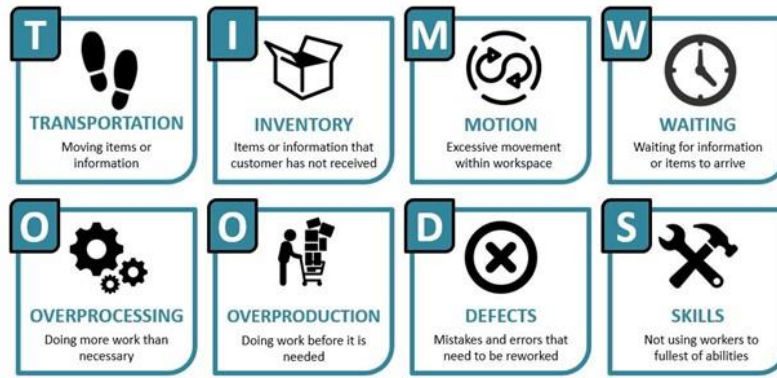 T
TRANSPORTATION
Moving items or
information
I
INVENTORY
Items or information that
customer has not received
M
MOTION
Excessive movement
within workspace
W
WAITING
Waiting for information
or items to arrive
O
OVERPROCESSING
Doing more work than
necessary
O
OVERPRODUCTION
Doing work before it is
needed
D
DEFECTS
Mistakes and errors that
need to be reworked
S
SKILLS
Not using workers to
fullest of abilities